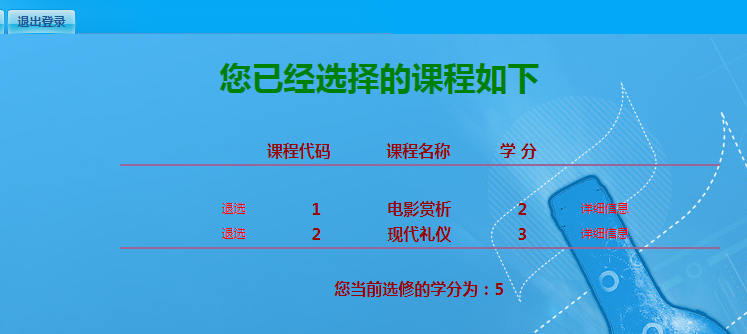 退出登录
您已经选择的课程如下
课程代码 课程名称 学 分
退选 1 电影赏析 2 详细信息
退选 2 现代礼仪 3 详细信息
您当前选修的学分为：5